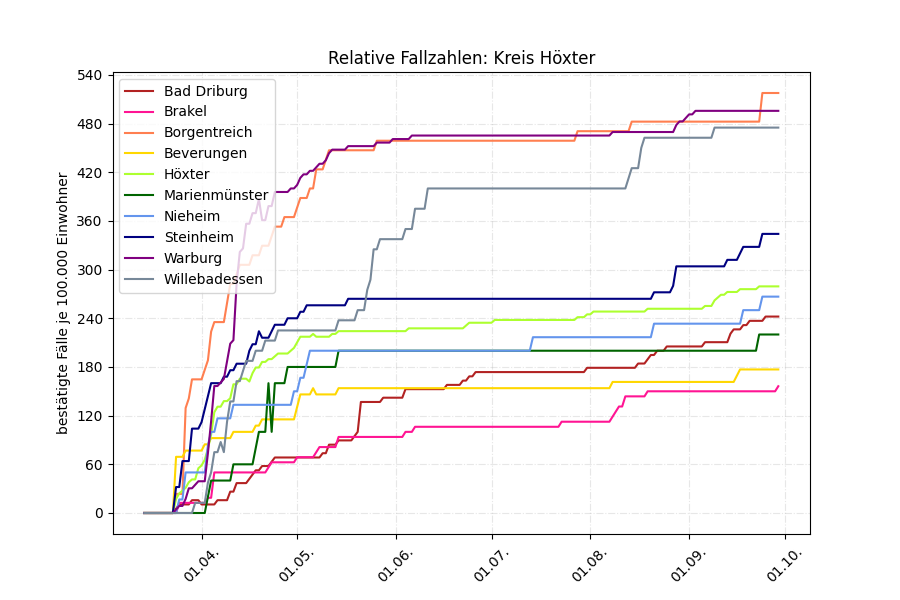 Relative Fallzahlen: Kreis Höxter
bestätigte Fälle je 100.000 Einwohner
540
480
420
360
300
240
180
120
60
0
Bad Driburg
Brakel
Borgentreich
Beverungen
Höxter
Marienmünster
Nieheim
Steinheim
Warburg
Willebadessen
01.04.
01.05.
01.06.
01.07.
01.08.
01.09.
01.10.